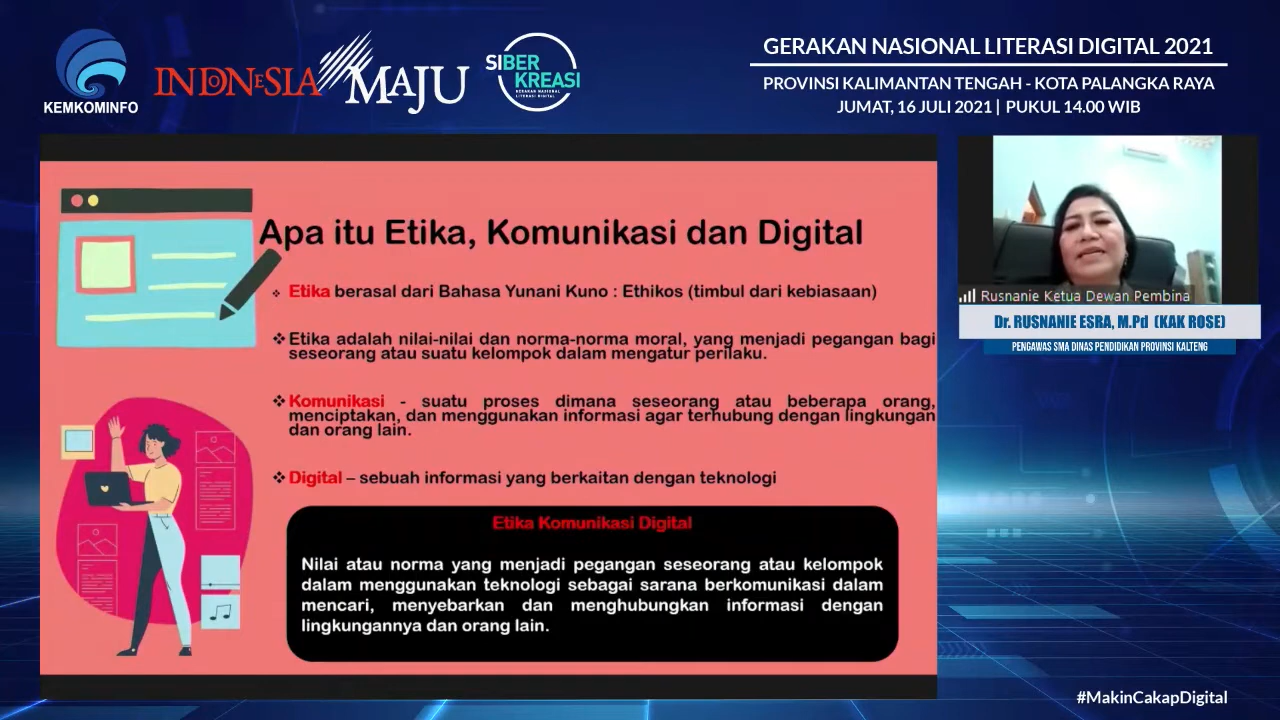 KEMKOMINFO
INDONESIA MAJU
SIBER
KREASI
GERAKAN NASIONAL
LITERASI DIGITAL
GERAKAN NASIONAL LITERASI DIGITAL 2021
PROVINSI KALIMANTAN TENGAH - KOTA PALANGKA RAYA
JUMAT, 16 JULI 2021 | PUKUL 14.00 WIB
Apa itu Etika, Komunikasi dan Digital
❖ Etika berasal dari Bahasa Yunani Kuno : Ethikos (timbul dari kebiasaan)
❖ Etika adalah nilai-nilai dan norma-norma moral, yang menjadi pegangan bagi
seseorang atau suatu kelompok dalam mengatur perilaku.
❖ Komunikasi - suatu proses dimana seseorang atau beberapa orang,
menciptakan, dan menggunakan informasi agar terhubung dengan lingkungan
dan orang lain.
❖ Digital – sebuah informasi yang berkaitan dengan teknologi
Etika Komunikasi Digital
Nilai atau norma yang menjadi pegangan seseorang atau kelompok
dalam menggunakan teknologi sebagai sarana berkomunikasi dalam
mencari, menyebarkan dan menghubungkan informasi dengan
lingkungannya dan orang lain.
Rusnanie Ketua Dewan Pembina
Dr. RUSNANIE ESRA, M.Pd (KAK ROSE)
PENGAWAS SMA DINAS PENDIDIKAN PROVINSI KALTENG
#MakinCakapDigital